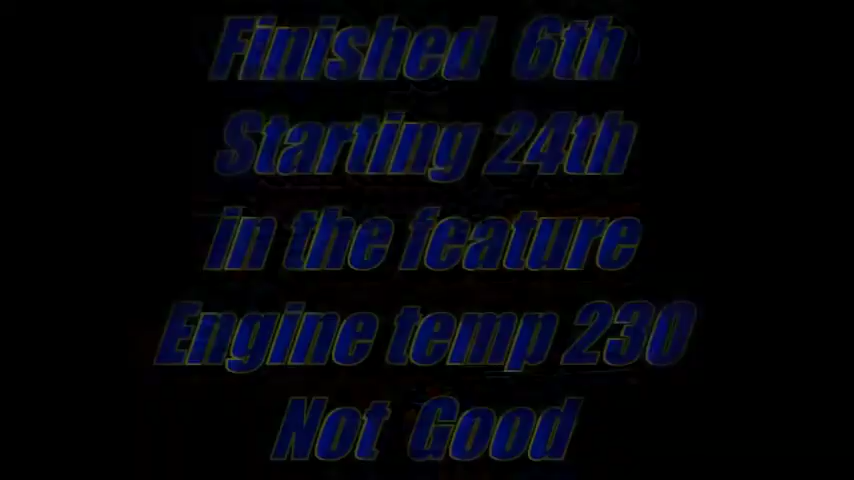 Finished 6th
Starting 24th
in the feature
Engine temp 230
Not Good